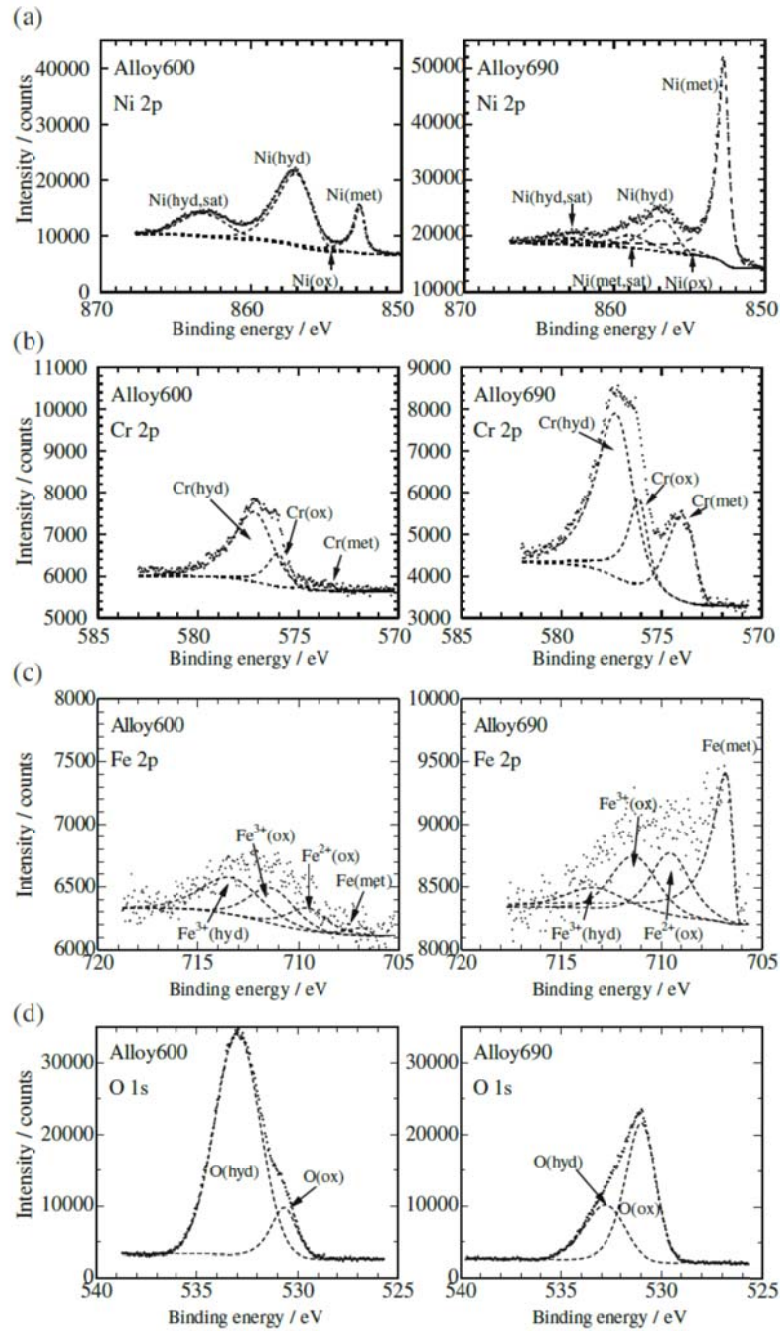 (a)
Alloy600
Ni 2p
Ni(hyd,sat)
Ni(hyd)
Ni(met)
Ni(ox)
Intensity / counts
40000
30000
20000
10000
0
870
860
850
Binding energy / eV
Alloy690
Ni 2p
Ni(met)
Ni(hyd,sat)
Ni(hyd)
Ni(met,sat)
Ni(ox)
50000
40000
30000
20000
10000
870
860
850
Binding energy / eV
(b)
Alloy600
Cr 2p
Cr(hyd)
Cr(ox)
Cr(met)
Intensity / counts
11000
10000
9000
8000
7000
6000
5000
585
580
575
570
Binding energy / eV
Alloy690
Cr 2p
Cr(hyd)
Cr(ox)
Cr(met)
9000
8000
7000
6000
5000
4000
3000
585
580
575
570
Binding energy / eV
(c)
Alloy600
Fe 2p
Fe³⁺(ox)
Fe²⁺(ox)
Fe(met)
Fe³⁺(hyd)
Intensity / counts
8000
7500
7000
6500
6000
720
715
710
705
Binding energy / eV
Alloy690
Fe 2p
Fe(met)
Fe³⁺(ox)
Fe³⁺(hyd)
Fe²⁺(ox)
10000
9500
9000
8500
8000
720
715
710
705
Binding energy / eV
(d)
Alloy600
O 1s
O(hyd)
O(ox)
Intensity / counts
30000
20000
10000
0
540
535
530
525
Binding energy / eV
Alloy690
O 1s
O(hyd)
O(ox)
30000
20000
10000
0
540
535
530
525
Binding energy / eV